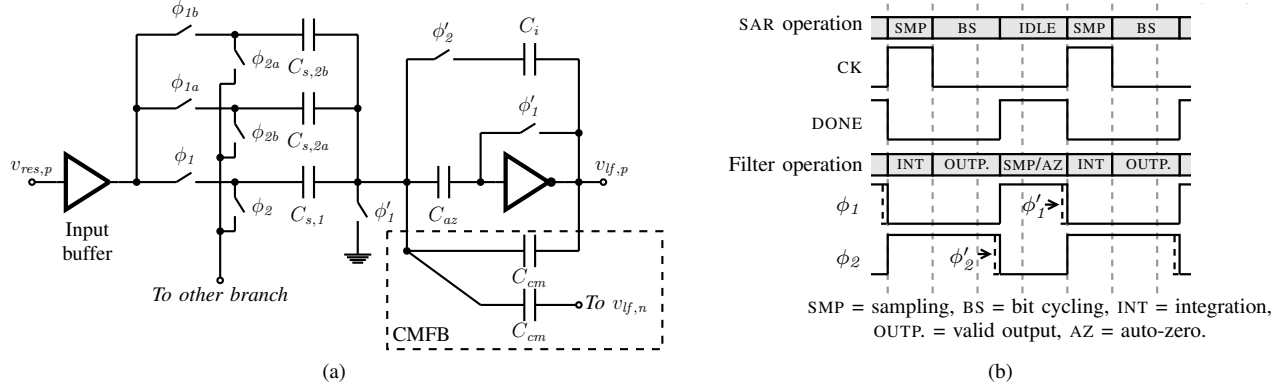 ϕ1b
ϕ2a
Cs,2b
ϕ1a
ϕ2b
Cs,2a
vres,p
ϕ1
ϕ2
Cs,1
Input
buffer
To other branch
ϕ′2
Ci
ϕ′1
vlf,p
Caz
ϕ′1
Ccm
To vlf,n
Ccm
CMFB
(a)
SAR operation SMP BS IDLE SMP BS
CK
DONE
Filter operation INT OUTP. SMP/AZ INT OUTP.
ϕ1 ϕ′1
ϕ2 ϕ′2
SMP = sampling, BS = bit cycling, INT = integration,
OUTP. = valid output, AZ = auto-zero.
(b)